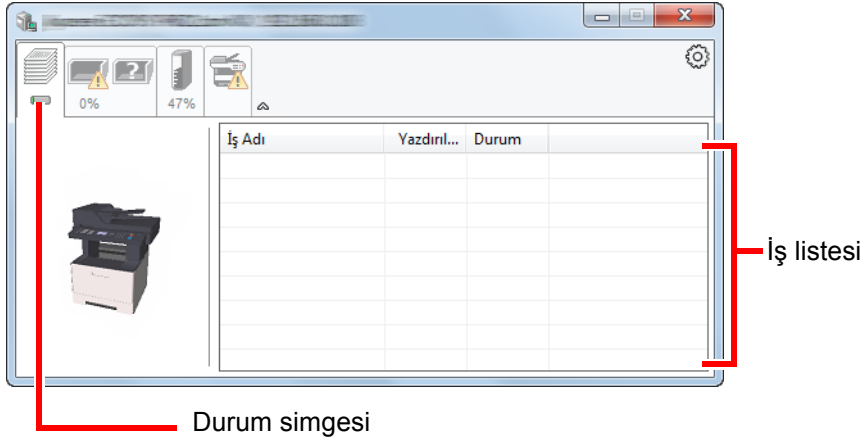 ?
0%
47%
İş Adı
Yazdırıl...
Durum
İş listesi
Durum simgesi